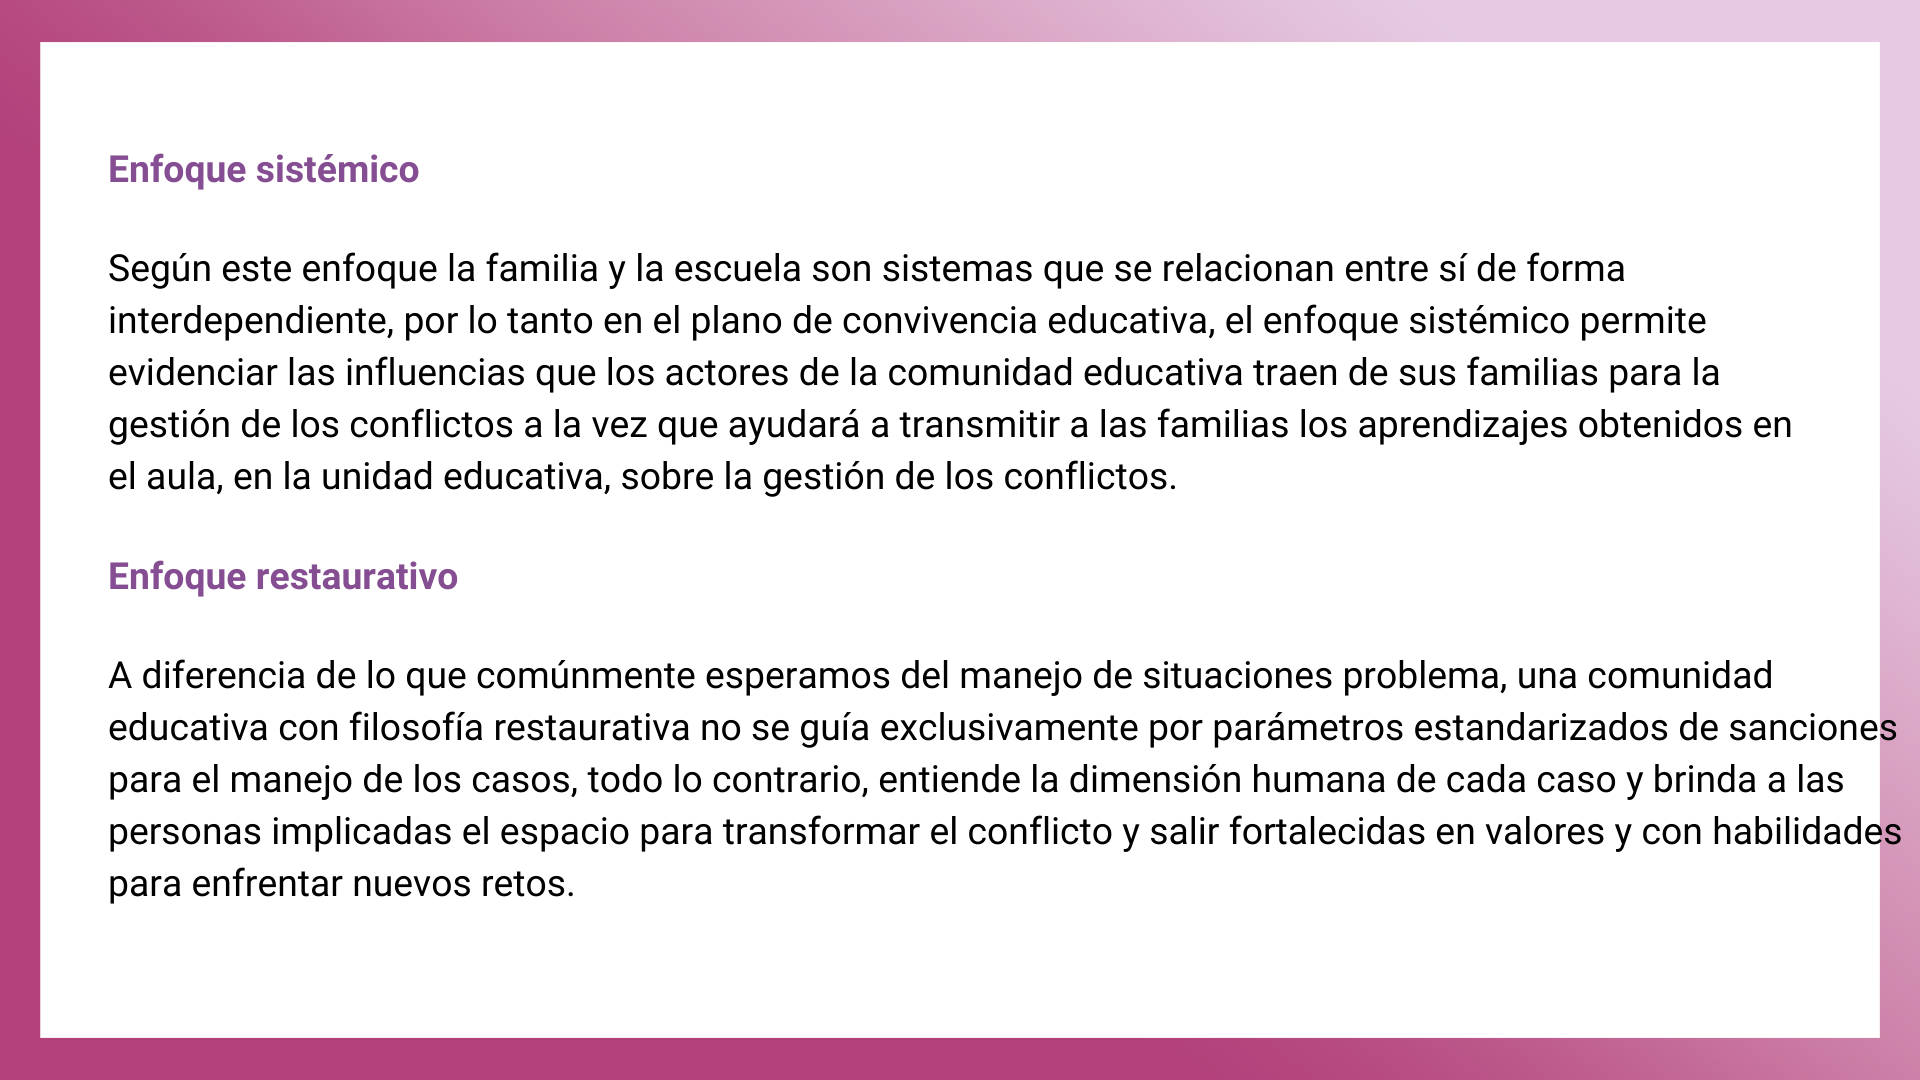 Enfoque sistémico
Según este enfoque la familia y la escuela son sistemas que se relacionan entre sí de forma
interdependiente, por lo tanto en el plano de convivencia educativa, el enfoque sistémico permite
evidenciar las influencias que los actores de la comunidad educativa traen de sus familias para la
gestión de los conflictos a la vez que ayudará a transmitir a las familias los aprendizajes obtenidos en
el aula, en la unidad educativa, sobre la gestión de los conflictos.
Enfoque restaurativo
A diferencia de lo que comúnmente esperamos del manejo de situaciones problema, una comunidad
educativa con filosofía restaurativa no se guía exclusivamente por parámetros estandarizados de sanciones
para el manejo de los casos, todo lo contrario, entiende la dimensión humana de cada caso y brinda a las
personas implicadas el espacio para transformar el conflicto y salir fortalecidas en valores y con habilidades
para enfrentar nuevos retos.